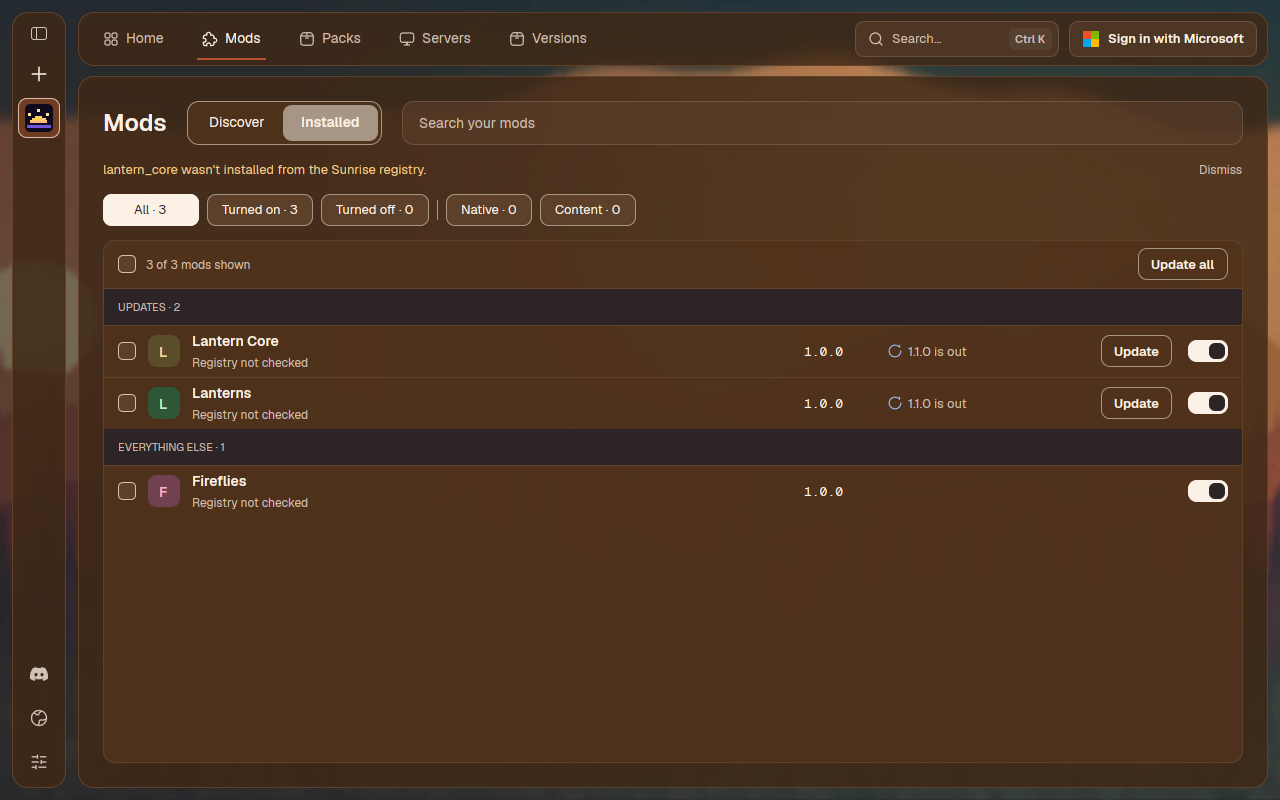 Home
Mods
Packs
Servers
Versions
Search...
Ctrl K
Sign in with Microsoft
Mods
Discover
Installed
Search your mods
lantern_core wasn't installed from the Sunrise registry.
Dismiss
All · 3
Turned on · 3
Turned off · 0
Native · 0
Content · 0
3 of 3 mods shown
Update all
UPDATES · 2
L
Lantern Core
Registry not checked
1.0.0
1.1.0 is out
Update
L
Lanterns
Registry not checked
1.0.0
1.1.0 is out
Update
EVERYTHING ELSE · 1
F
Fireflies
Registry not checked
1.0.0